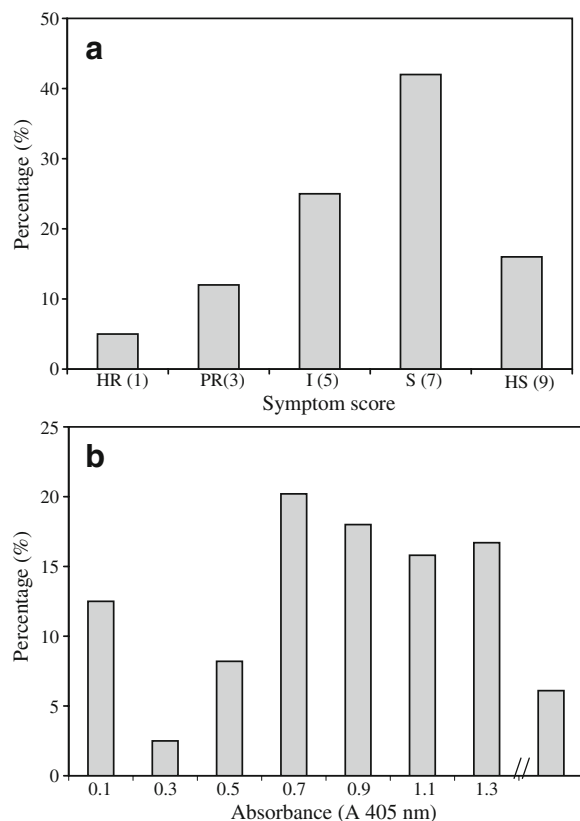 a
Percentage (%)
50
40
30
20
10
0
HR (1) PR(3) I (5) S (7) HS (9)
Symptom score
b
Percentage (%)
25
20
15
10
5
0
0.1 0.3 0.5 0.7 0.9 1.1 1.3 //
Absorbance (A 405 nm)